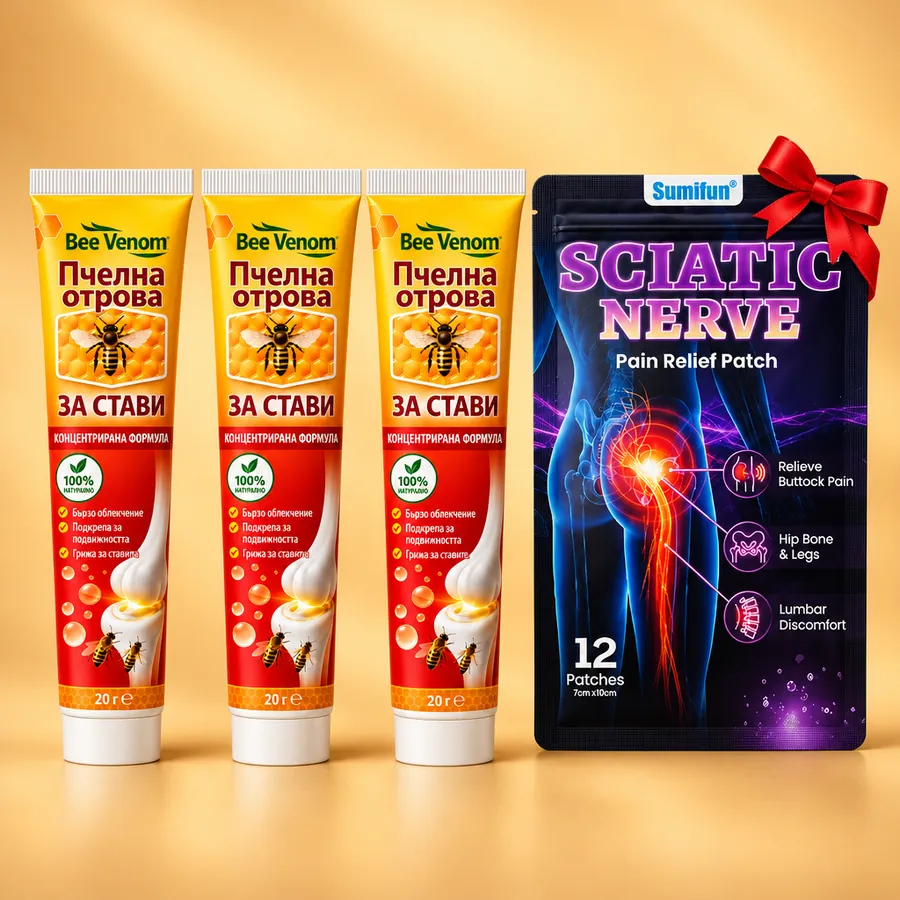 Bee Venom®
Пчелна
отрова
ЗА СТАВИ
КОНЦЕНТРИРАНА ФОРМУЛА
100%
НАТУРАЛНО
Бързо облекчение
Подкрепа за
подвижността
Грижа за ставите
20 г ℮
Bee Venom®
Пчелна
отрова
ЗА СТАВИ
КОНЦЕНТРИРАНА ФОРМУЛА
100%
НАТУРАЛНО
Бързо облекчение
Подкрепа за
подвижността
Грижа за ставите
20 г ℮
Bee Venom®
Пчелна
отрова
ЗА СТАВИ
КОНЦЕНТРИРАНА ФОРМУЛА
100%
НАТУРАЛНО
Бързо облекчение
Подкрепа за
подвижността
Грижа за ставите
20 г ℮
Sumifun®
SCIATIC
NERVE
Pain Relief Patch
Relieve
Buttock Pain
Hip Bone
& Legs
Lumbar
Discomfort
12
Patches
7cm x10cm